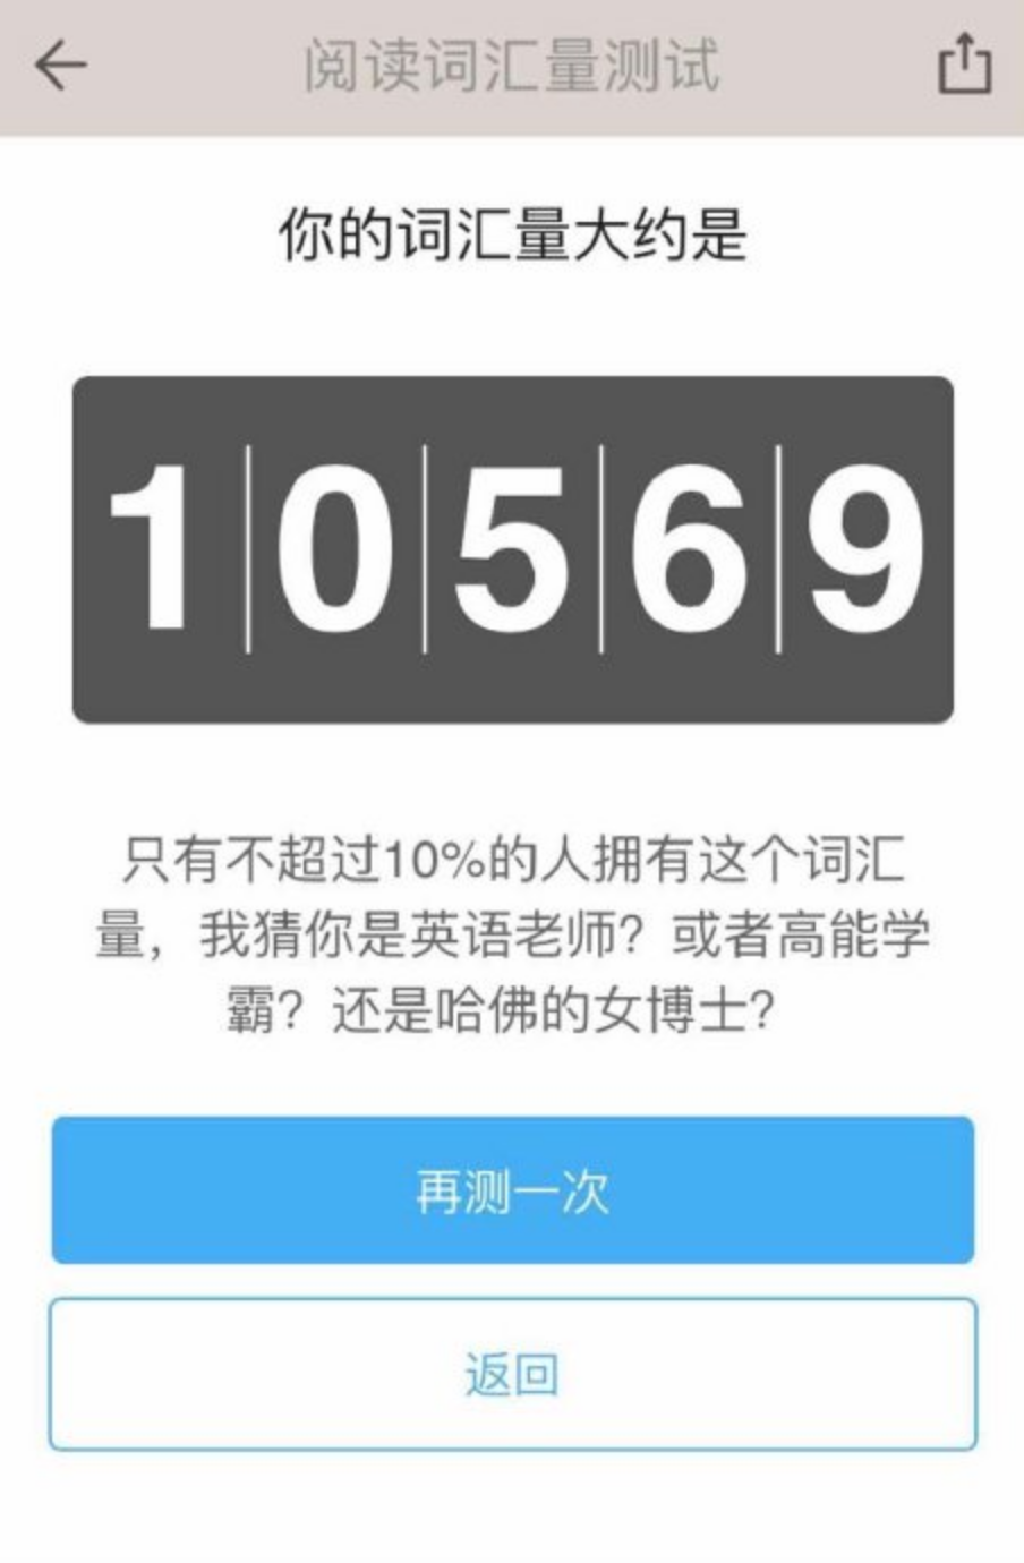 阅读词汇量测试
你的词汇量大约是
10569
只有不超过10%的人拥有这个词汇
量，我猜你是英语老师？或者高能学
霸？还是哈佛的女博士？
再测一次
返回